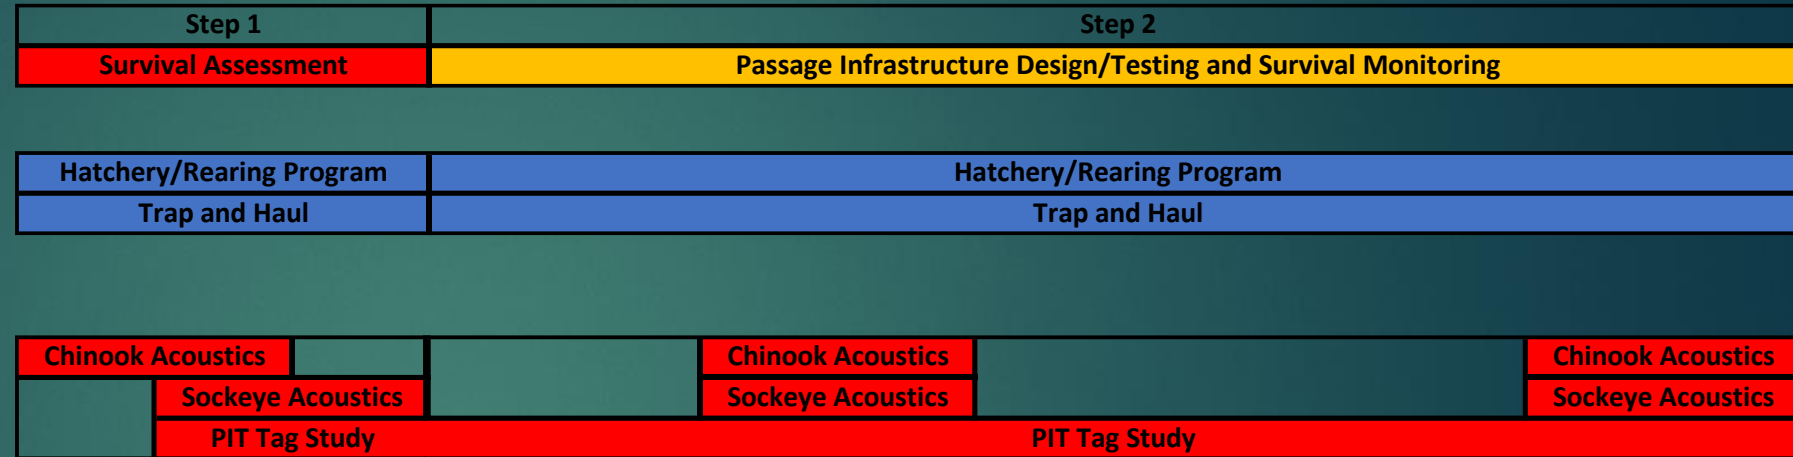 Step 1 Step 2
Survival Assessment Passage Infrastructure Design/Testing and Survival Monitoring
Hatchery/Rearing Program Hatchery/Rearing Program
Trap and Haul Trap and Haul
Chinook Acoustics Chinook Acoustics Chinook Acoustics
Sockeye Acoustics Sockeye Acoustics Sockeye Acoustics
PIT Tag Study PIT Tag Study